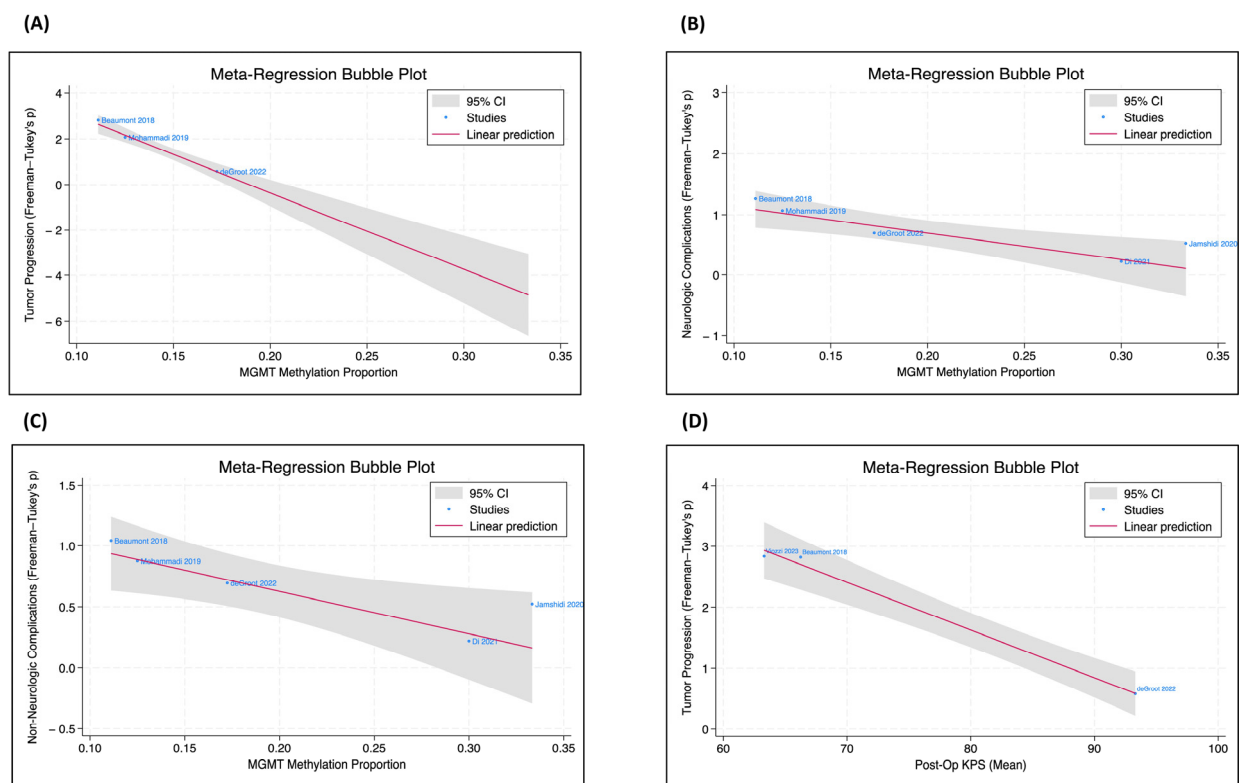 (A)
Meta-Regression Bubble Plot
Tumor Progression (Freeman–Tukey's p)
4
2
0
– 2
– 4
– 6
Beaumont 2018
Mohammadi 2019
deGroot 2022
95% CI
Studies
Linear prediction
0.10 0.15 0.20 0.25 0.30 0.35
MGMT Methylation Proportion
(B)
Meta-Regression Bubble Plot
Neurologic Complications (Freeman–Tukey's p)
3
2
1
0
– 1
Beaumont 2018
Mohammadi 2019
deGroot 2022
Di 2021
Jamshidi 2020
95% CI
Studies
Linear prediction
0.10 0.15 0.20 0.25 0.30 0.35
MGMT Methylation Proportion
(C)
Meta-Regression Bubble Plot
Non-Neurologic Complications (Freeman–Tukey's p)
1.5
1.0
0.5
0.0
– 0.5
Beaumont 2018
Mohammadi 2019
deGroot 2022
Di 2021
Jamshidi 2020
95% CI
Studies
Linear prediction
0.10 0.15 0.20 0.25 0.30 0.35
MGMT Methylation Proportion
(D)
Meta-Regression Bubble Plot
Tumor Progression (Freeman–Tukey's p)
4
3
2
1
0
2023
Beaumont 2018
deGroot 2022
95% CI
Studies
Linear prediction
60 70 80 90 100
Post-Op KPS (Mean)